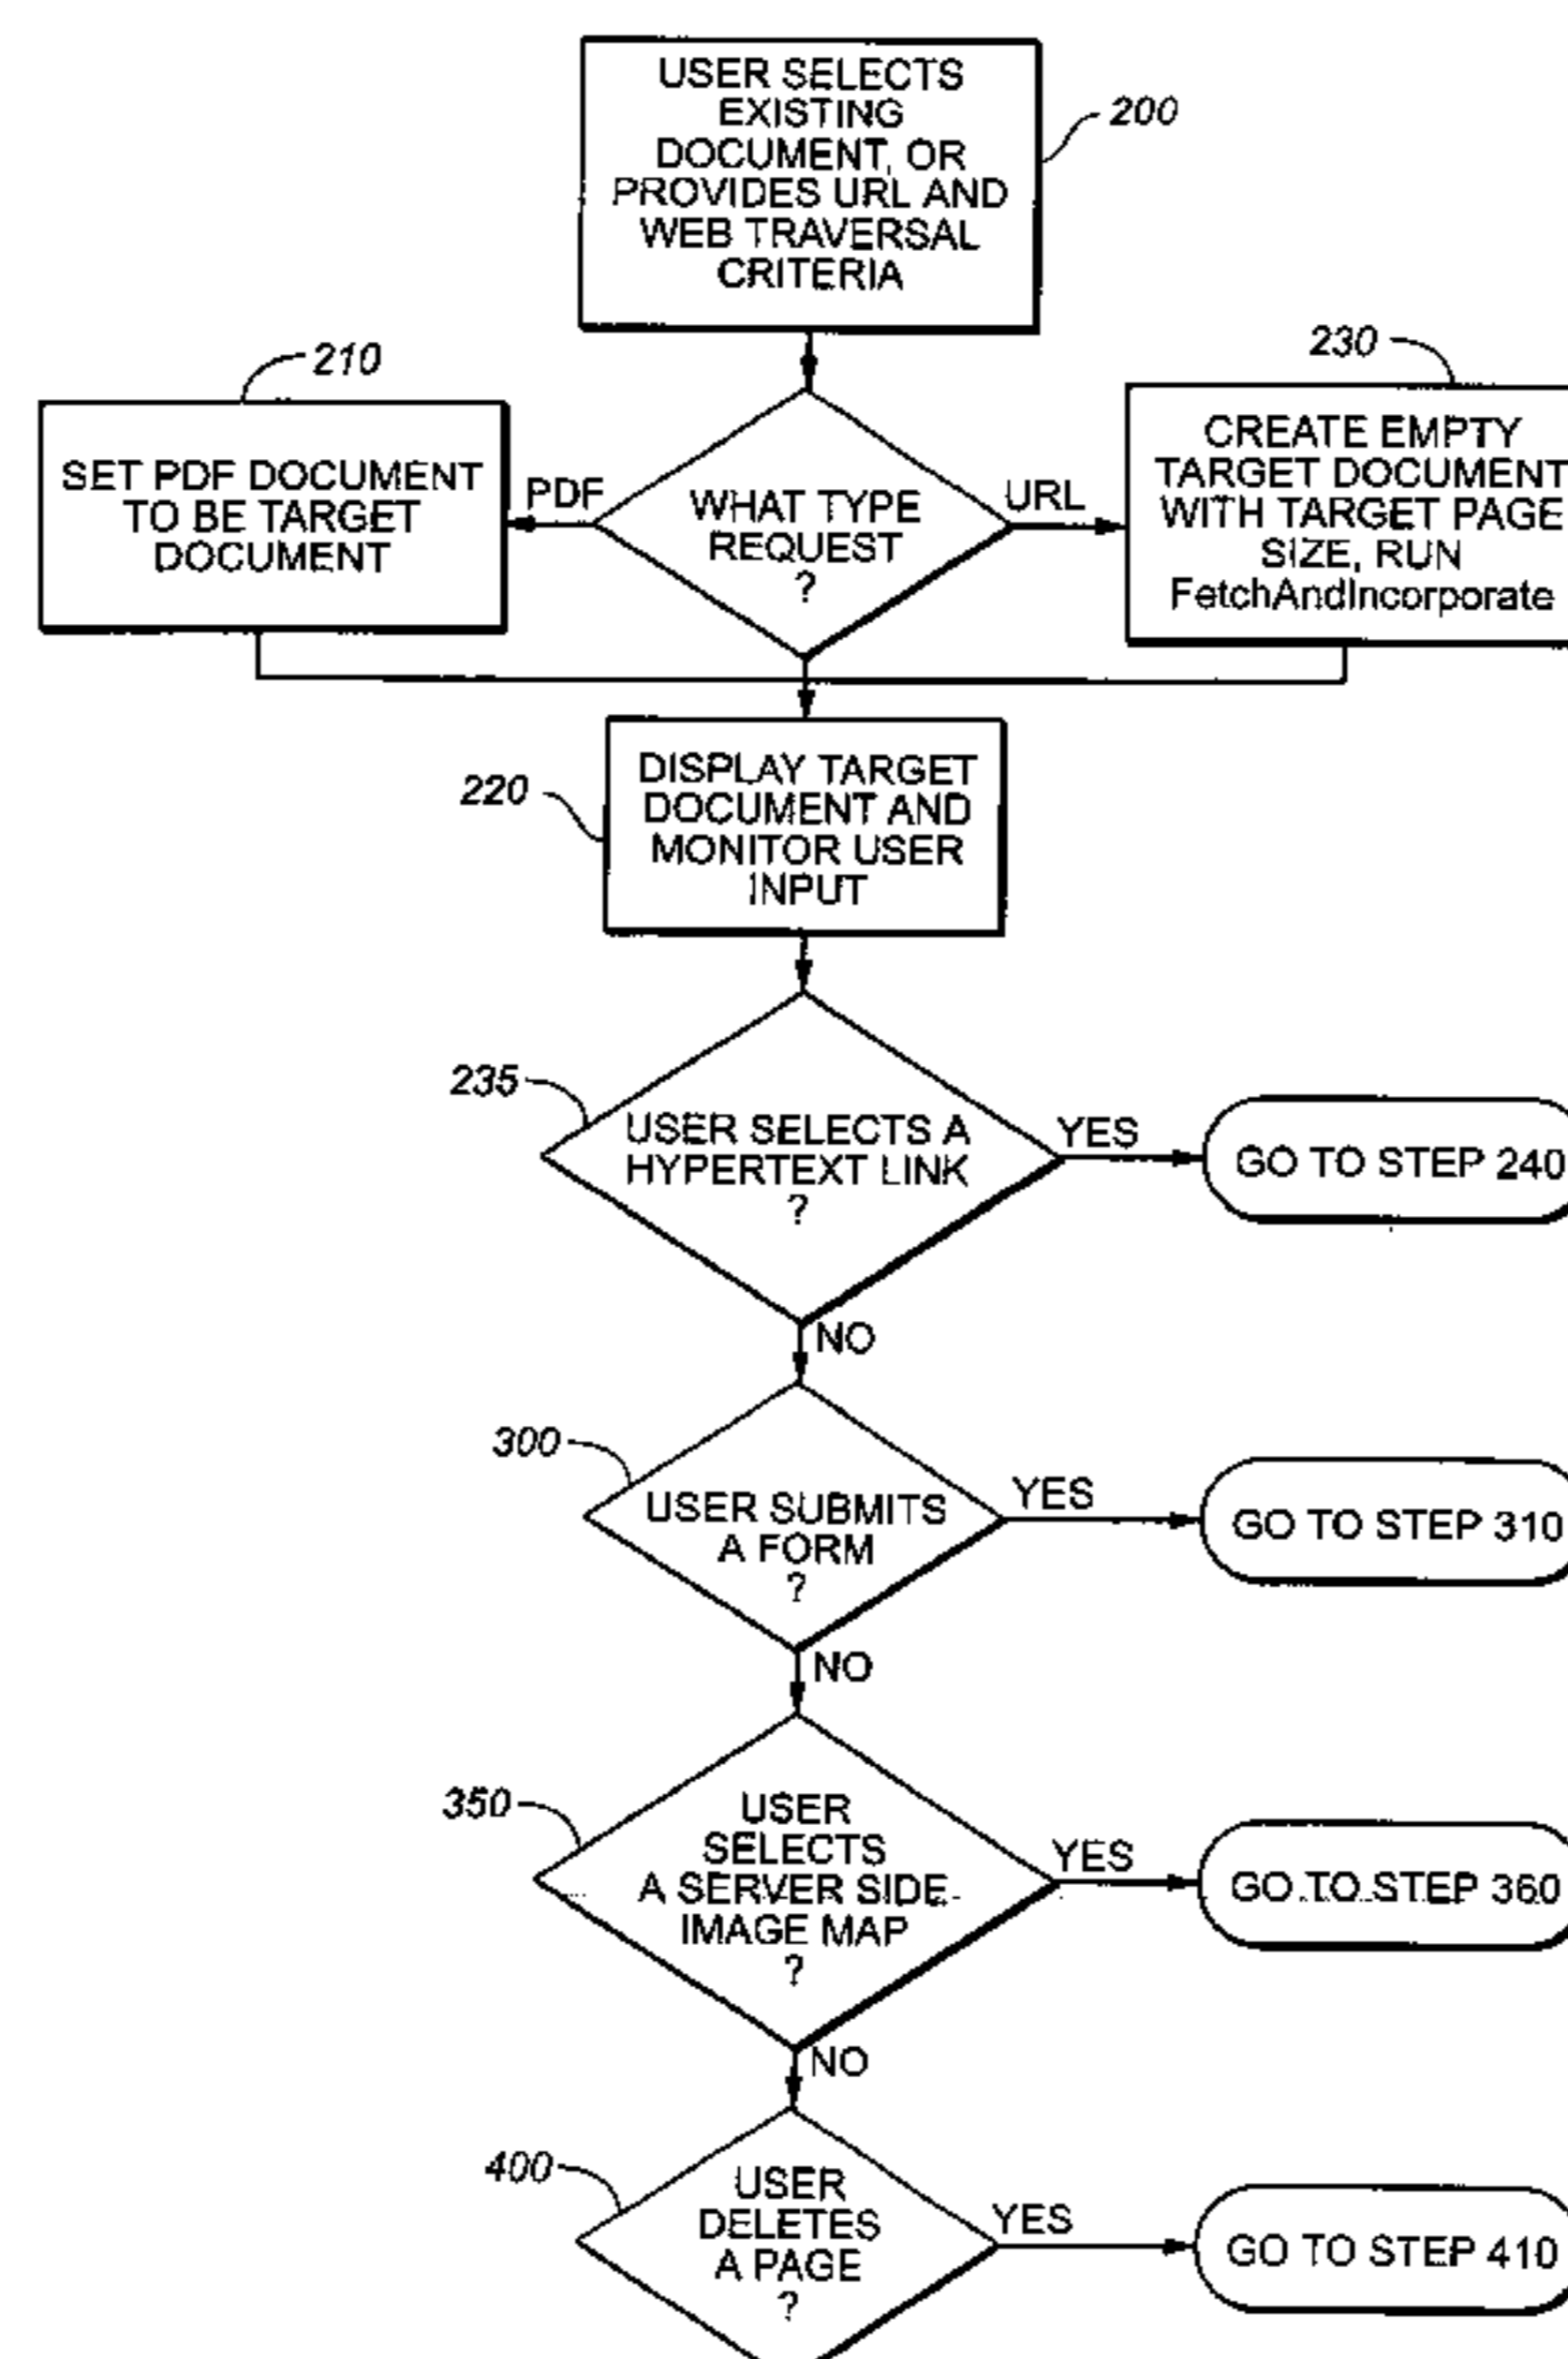 USER SELECTS
EXISTING
DOCUMENT, OR
PROVIDES URL AND
WEB TRAVERSAL
CRITERIA
200
210
230
SET PDF DOCUMENT
TO BE TARGET
DOCUMENT
PDF
WHAT TYPE
REQUEST
?
URL
CREATE EMPTY
TARGET DOCUMENT
WITH TARGET PAGE
SIZE, RUN
FetchAndIncorporate
220
DISPLAY TARGET
DOCUMENT AND
MONITOR USER
INPUT
235
USER SELECTS A
HYPERTEXT LINK
?
YES
GO TO STEP 240
NO
300
USER SUBMITS
A FORM
?
YES
GO TO STEP 310
NO
350
USER
SELECTS
A SERVER SIDE
IMAGE MAP
?
YES
GO TO STEP 360
NO
400
USER
DELETES
A PAGE
?
YES
GO TO STEP 410